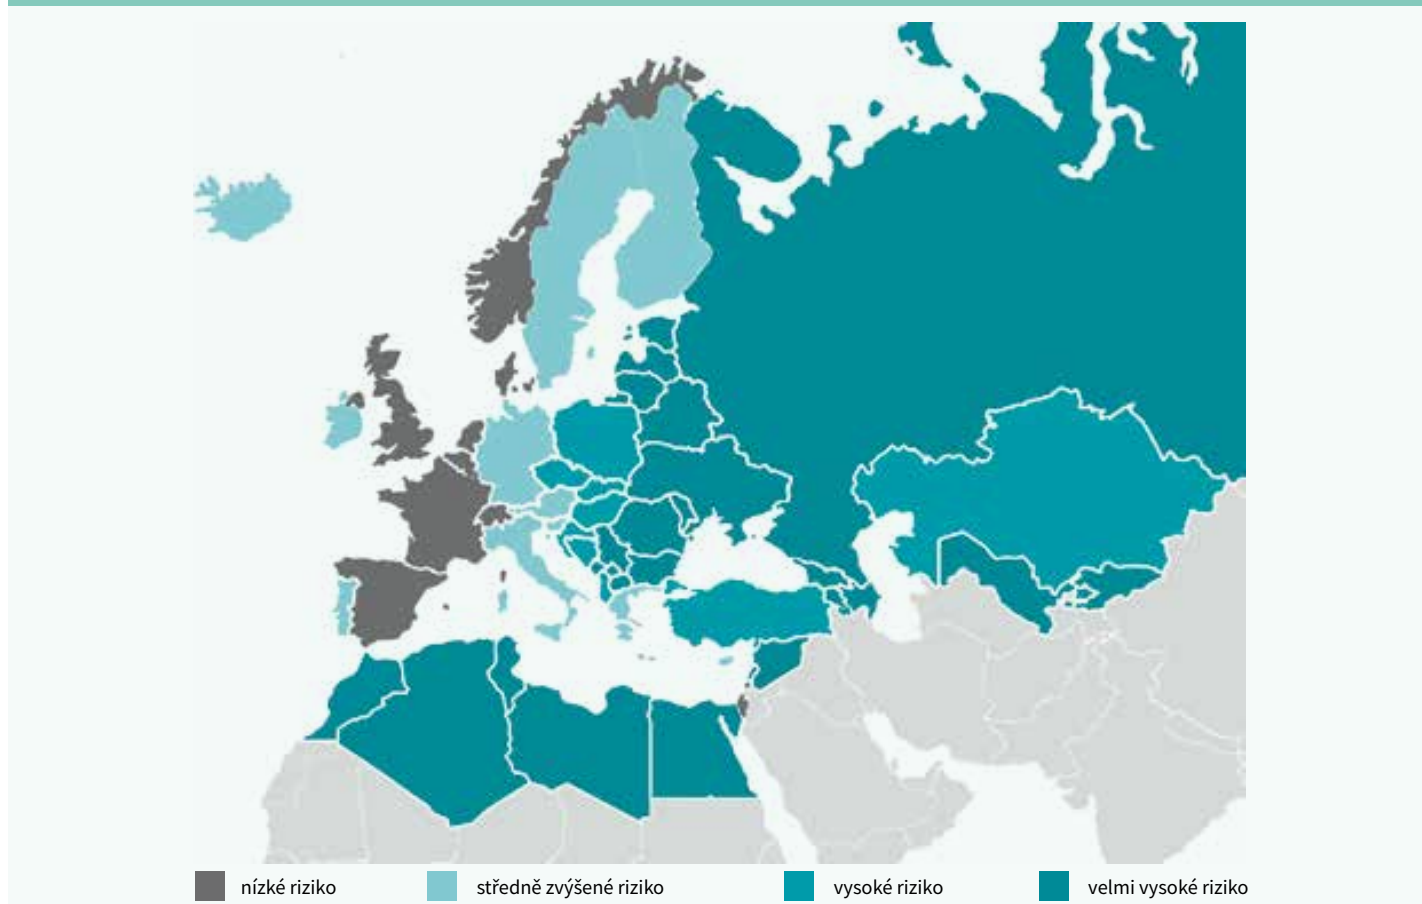 nízké riziko
středně zvýšené riziko
vysoké riziko
velmi vysoké riziko